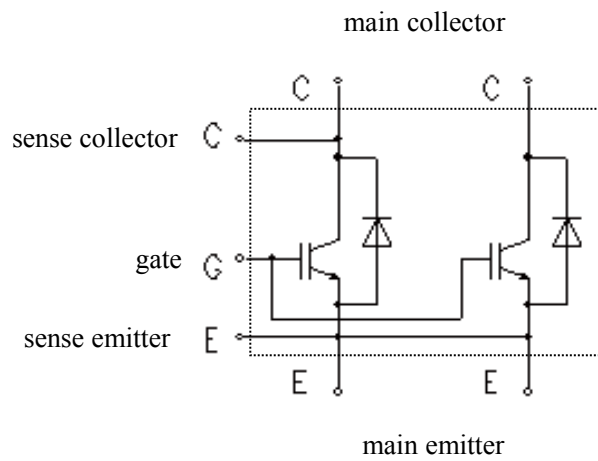 main collector
C C
sense collector C
gate G
sense emitter E
E E
main emitter